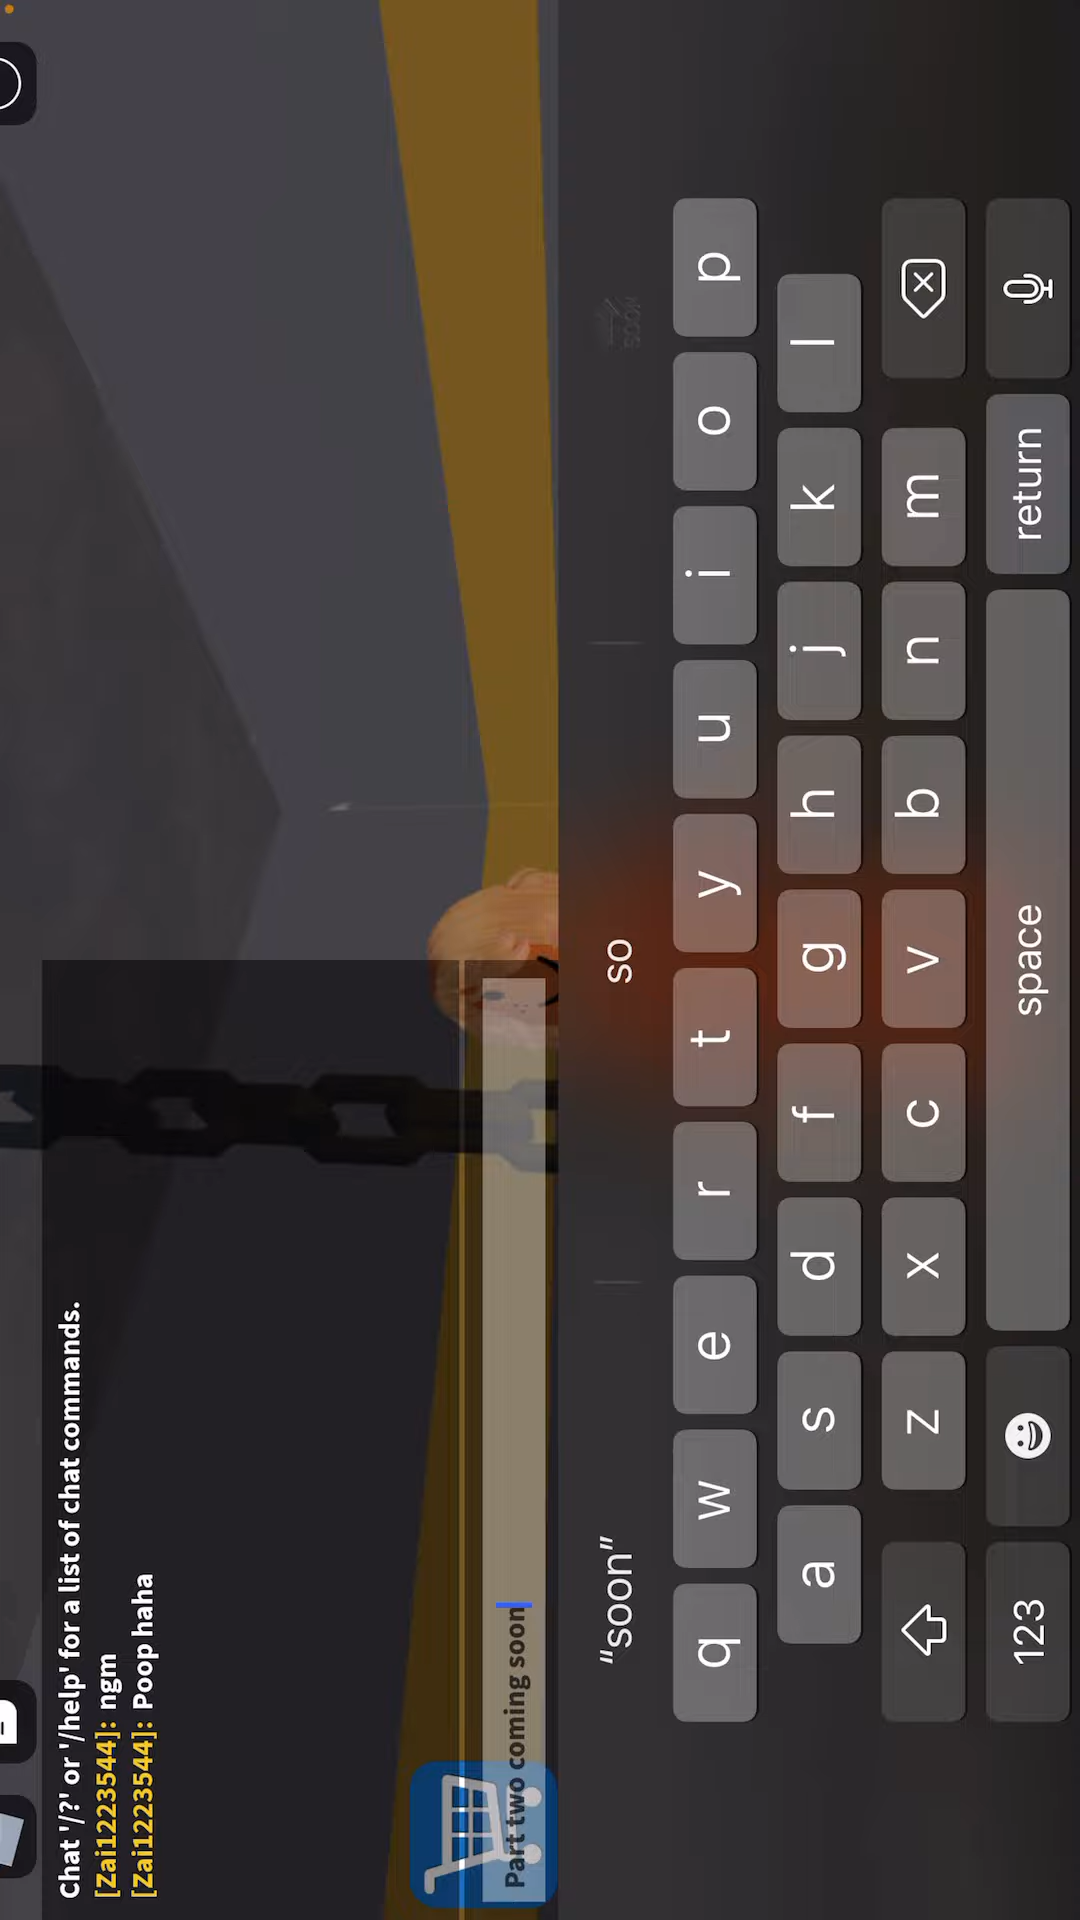 Chat '/?' or '/help' for a list of chat commands.
[Zai1223544]: ngm
[Zai1223544]: Poop haha
Part two coming soon
"soon"
so
SOON
q w e r t y u i o p
a s d f g h j k l
z x c v b n m
123
space
return